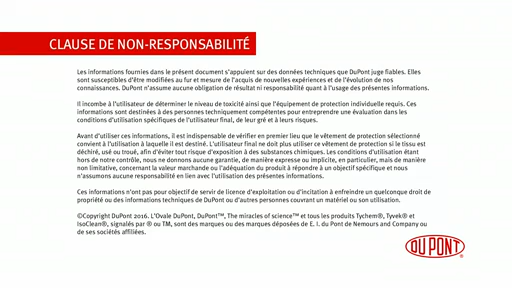 CLAUSE DE NON-RESPONSABILITÉ
Les informations fournies dans le présent document s'appuient sur des données techniques que DuPont juge fiables. Elles
sont susceptibles d'être modifiées au fur et mesure de l'acquis de nouvelles expériences et de l'évolution de nos
connaissances. DuPont n'assume aucune obligation de résultat ni responsabilité quant à l'usage des présentes informations.
Il incombe à l'utilisateur de déterminer le niveau de toxicité ainsi que l'équipement de protection individuelle requis. Ces
informations sont destinées à des personnes techniquement compétentes pour entreprendre une évaluation dans les
conditions d'utilisation spécifiques de l'utilisateur final, de leur gré et à leurs risques.
Avant d'utiliser ces informations, il est indispensable de vérifier en premier lieu que le vêtement de protection sélectionné
convient à l'utilisation à laquelle il est destiné. L'utilisateur final ne doit plus utiliser ce vêtement de protection si le tissu est
déchiré, usé ou troué, afin d'éviter tout risque d'exposition à des substances chimiques. Les conditions d'utilisation étant
hors de notre contrôle, nous ne donnons aucune garantie, de manière expresse ou implicite, en particulier, mais de manière
non limitative, concernant la valeur marchande ou l'adéquation du produit à répondre à un objectif spécifique et nous
n'assumons aucune responsabilité en lien avec l'utilisation des présentes informations.
Ces informations n'ont pas pour objectif de servir de licence d'exploitation ou d'incitation à enfreindre un quelconque droit de
propriété ou des informations techniques de DuPont ou d'autres personnes couvrant un matériel ou son utilisation.
©Copyright DuPont 2016. L'Ovale DuPont, DuPont™, The miracles of science™ et tous les produits Tychem®, Tyvek® et
IsoClean®, signalés par ® ou TM, sont des marques ou des marques déposées de E. I. du Pont de Nemours and Company ou
de ses sociétés affiliées.
DUPONT®